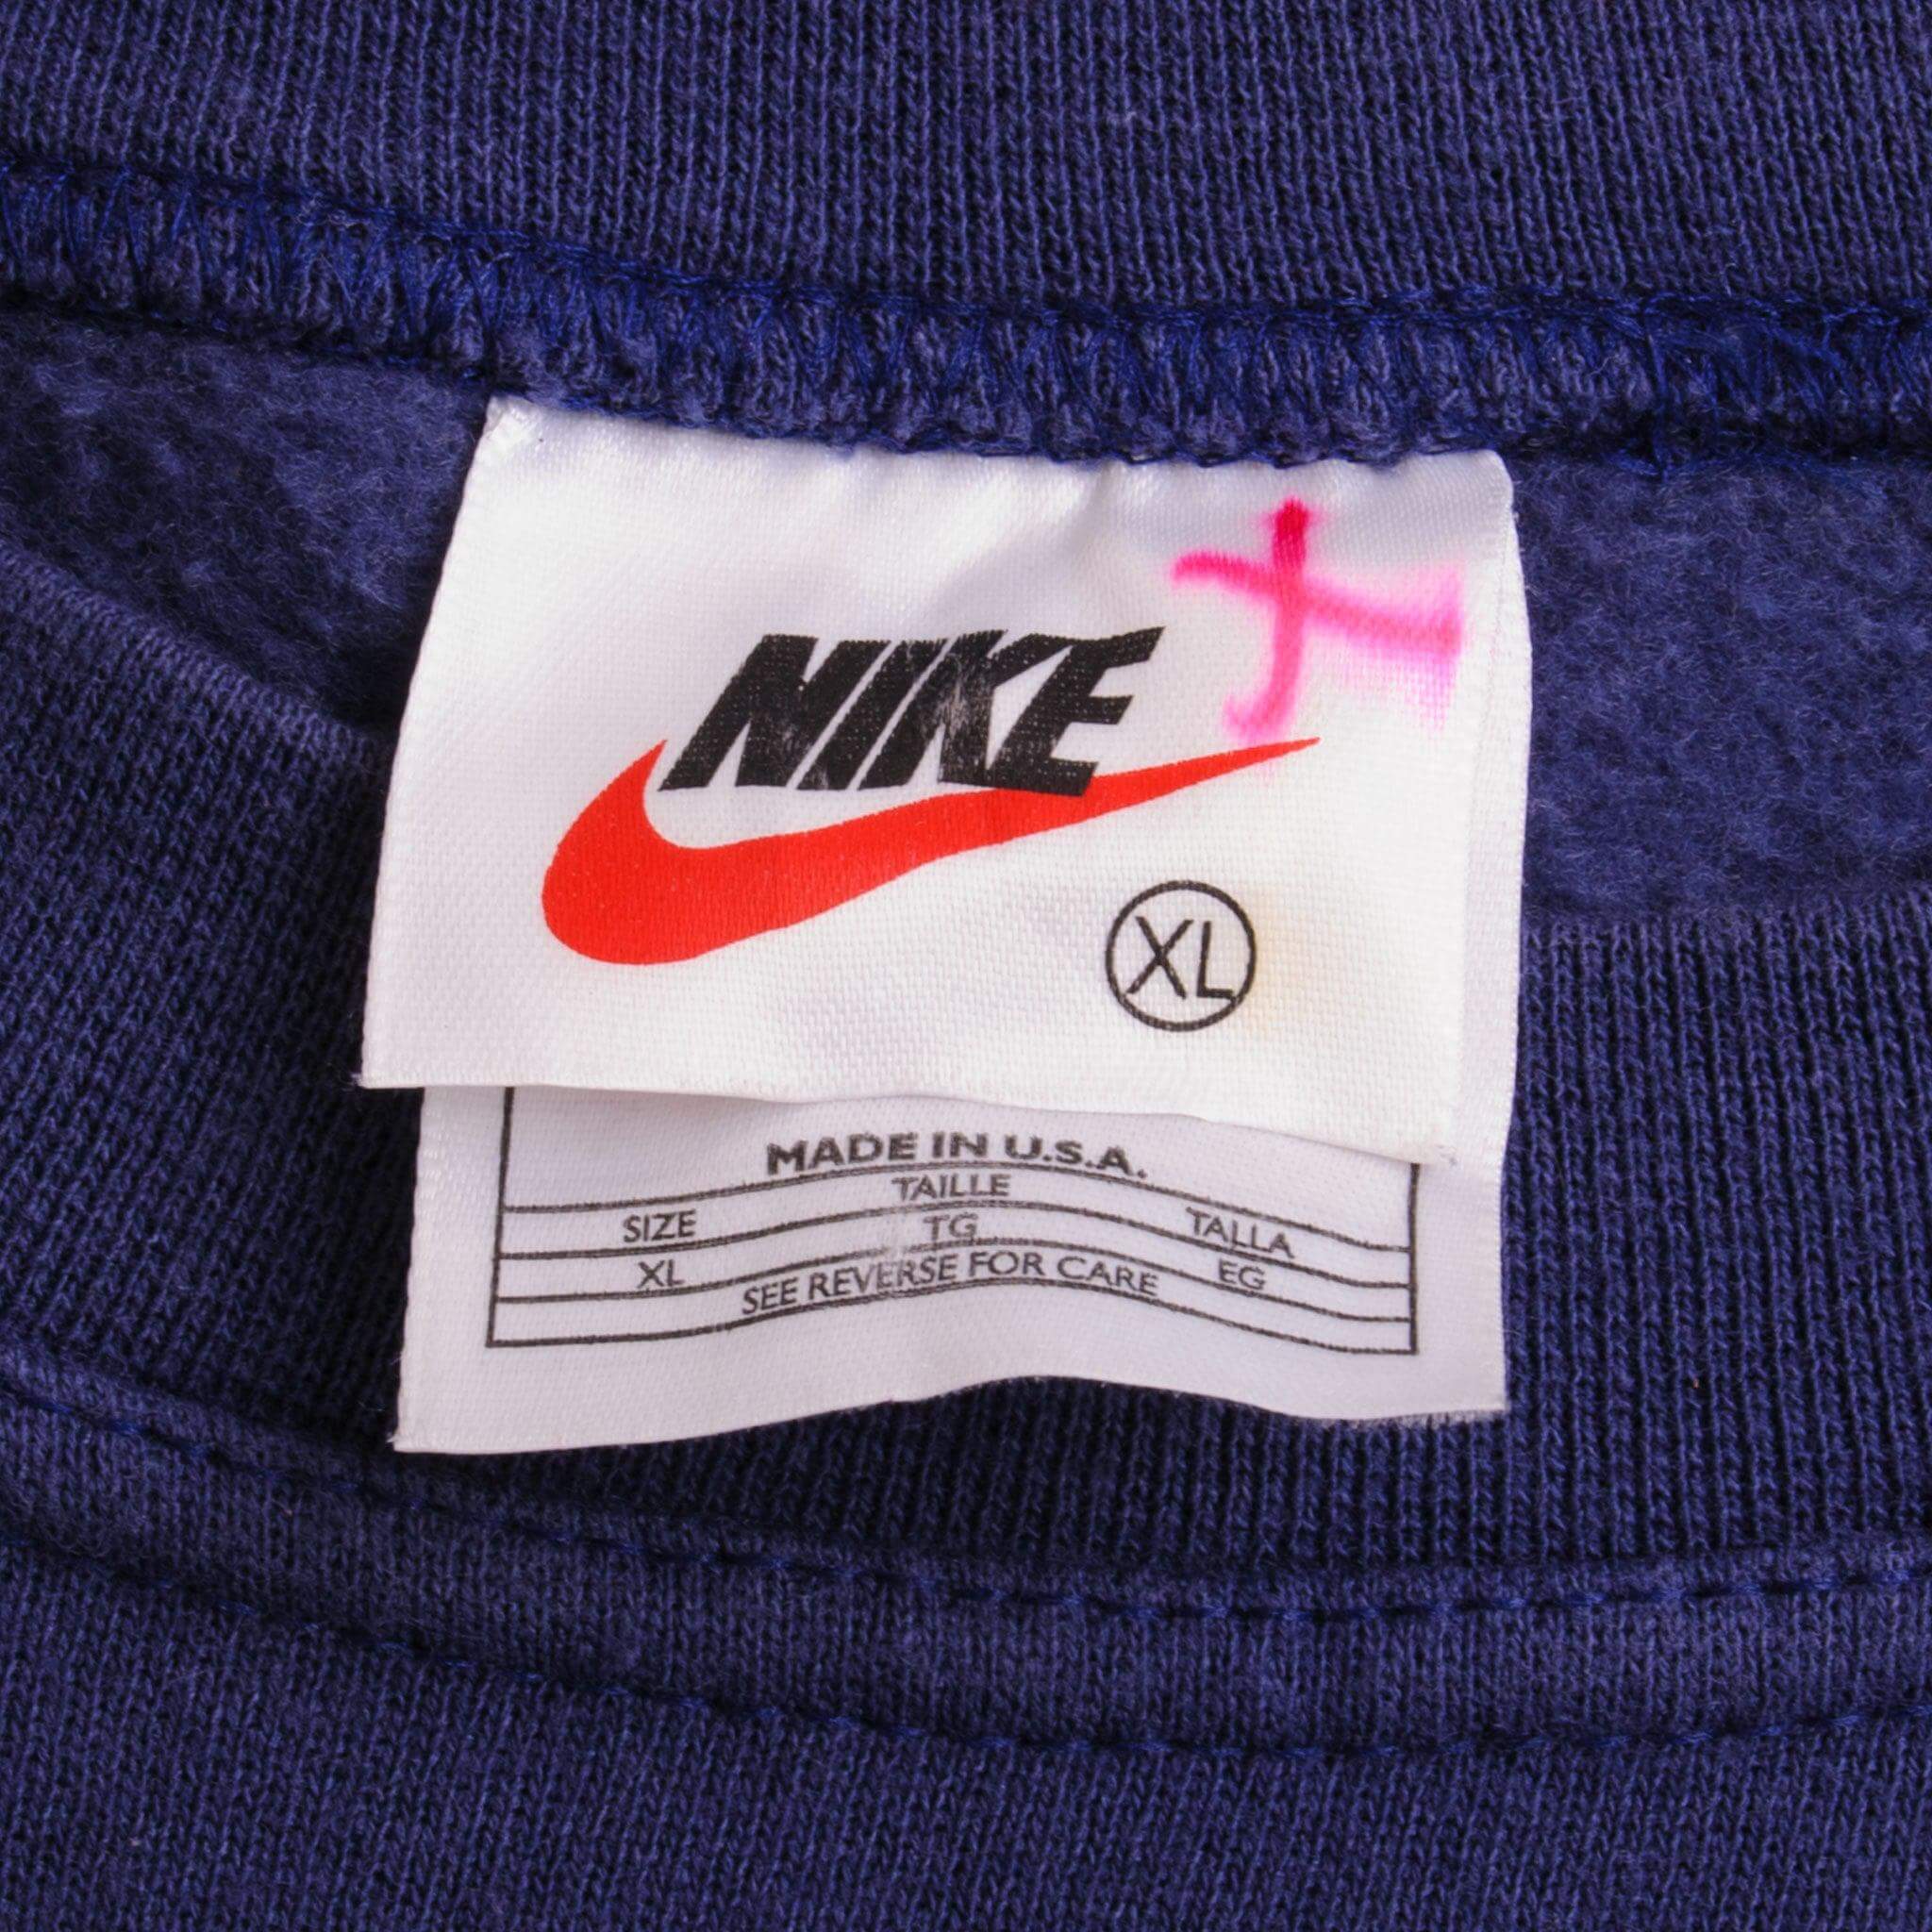 NIKE
XL
MADE IN U.S.A.
TAILLE
SIZE TG TALLA
XL EG
SEE REVERSE FOR CARE